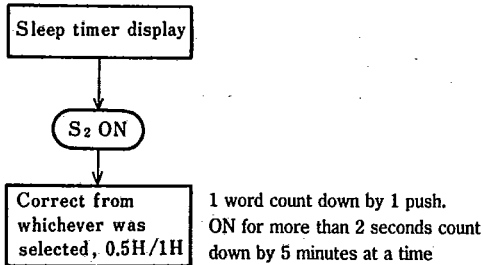 Sleep timer display
S₂ ON
Correct from
whichever was
selected, 0.5H/1H
1 word count down by 1 push.
ON for more than 2 seconds count
down by 5 minutes at a time